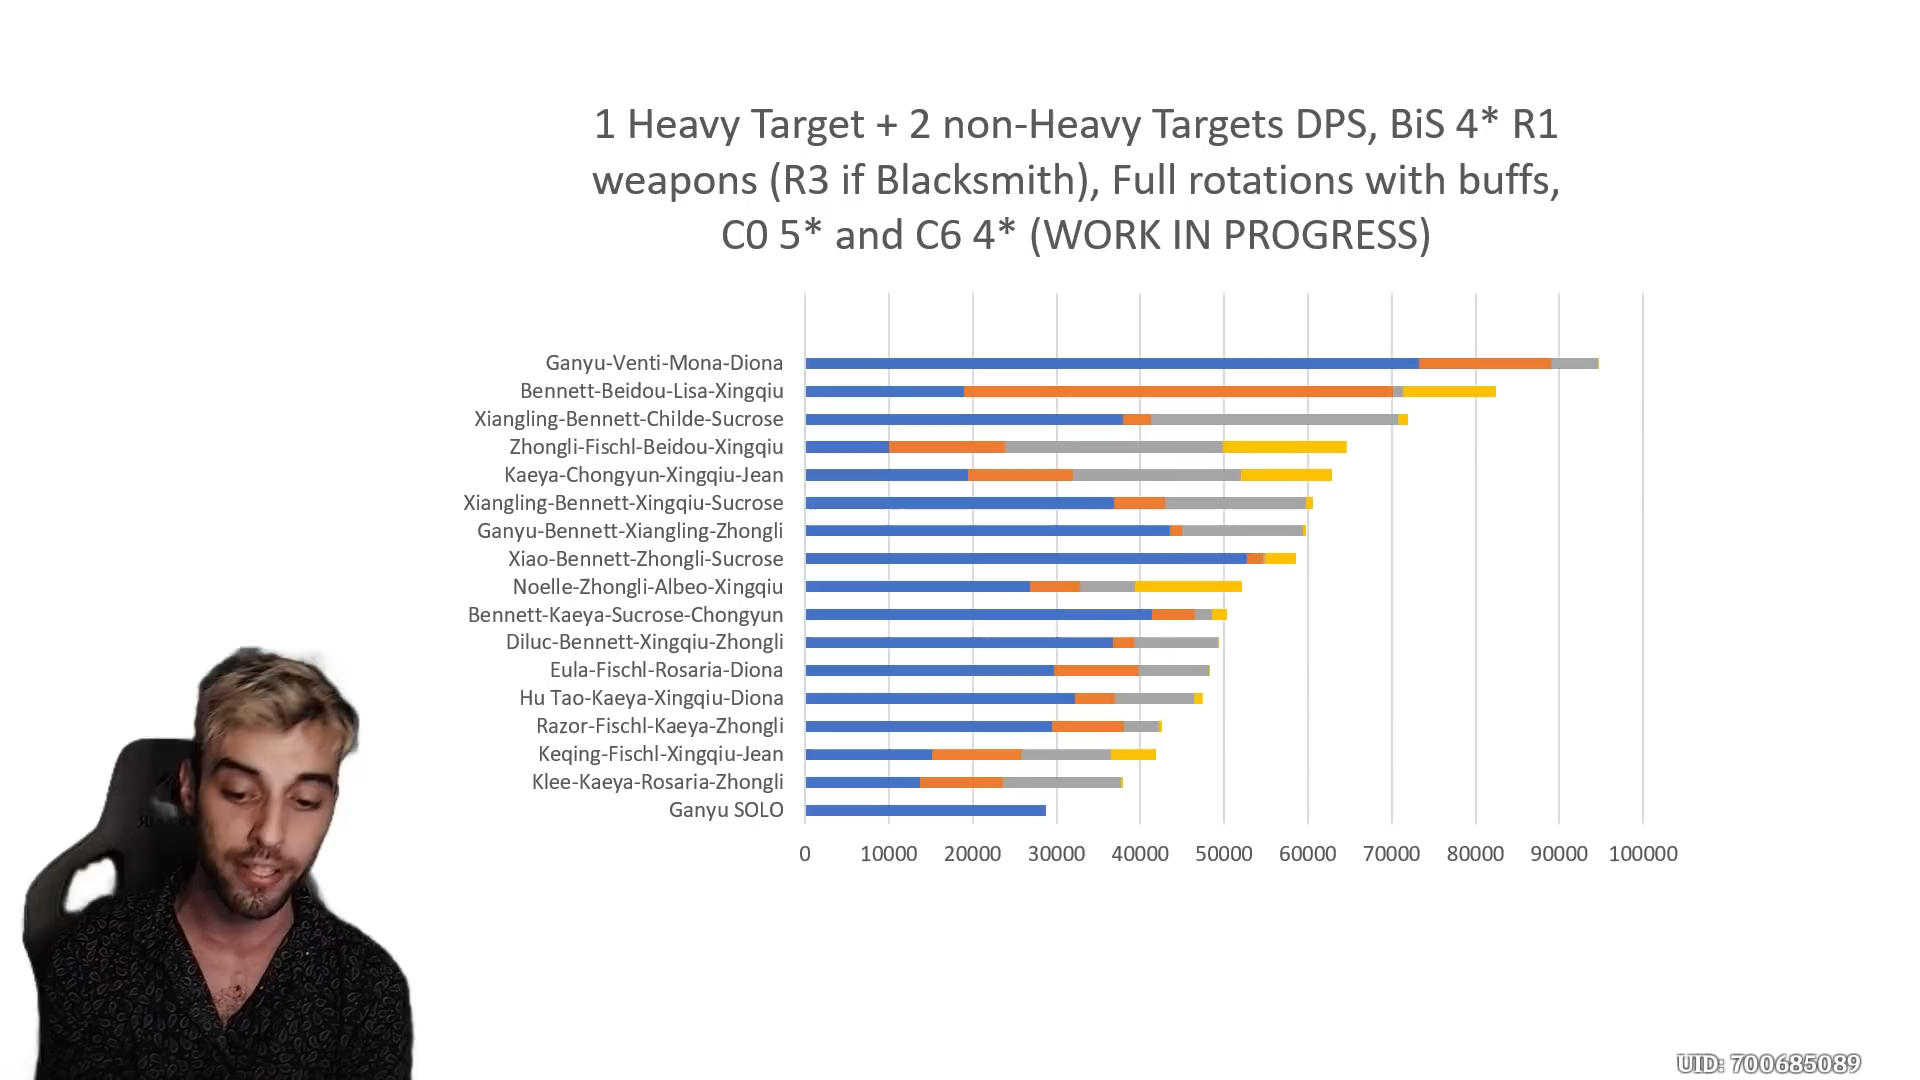 1 Heavy Target + 2 non-Heavy Targets DPS, BiS 4* R1
weapons (R3 if Blacksmith), Full rotations with buffs,
C0 5* and C6 4* (WORK IN PROGRESS)
Ganyu-Venti-Mona-Diona
Bennett-Beidou-Lisa-Xingqiu
Xiangling-Bennett-Childe-Sucrose
Zhongli-Fischl-Beidou-Xingqiu
Kaeya-Chongyun-Xingqiu-Jean
Xiangling-Bennett-Xingqiu-Sucrose
Ganyu-Bennett-Xiangling-Zhongli
Xiao-Bennett-Zhongli-Sucrose
Noelle-Zhongli-Albeo-Xingqiu
Bennett-Kaeya-Sucrose-Chongyun
Diluc-Bennett-Xingqiu-Zhongli
Eula-Fischl-Rosaria-Diona
Hu Tao-Kaeya-Xingqiu-Diona
Razor-Fischl-Kaeya-Zhongli
Keqing-Fischl-Xingqiu-Jean
Klee-Kaeya-Rosaria-Zhongli
Ganyu SOLO
0 10000 20000 30000 40000 50000 60000 70000 80000 90000 100000
UID: 700685089